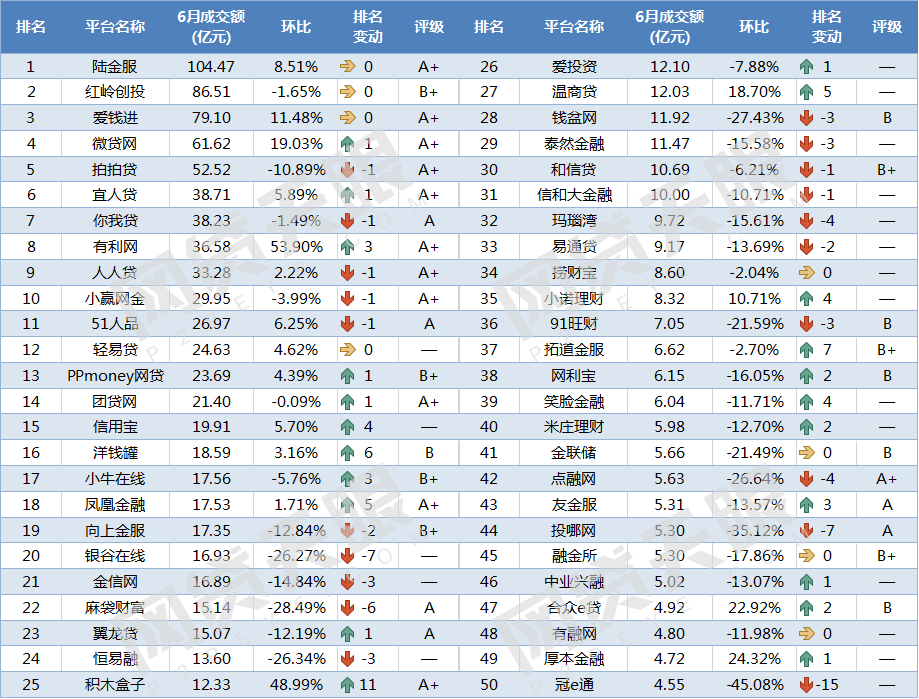 排名 平台名称 6月成交额(亿元) 环比 排名变动 评级 排名 平台名称 6月成交额(亿元) 环比 排名变动 评级
1 陆金服 104.47 8.51% 0 A+ 26 爱投资 12.10 -7.88% 1 —
2 红岭创投 86.51 -1.65% 0 B+ 27 温商贷 12.03 18.70% 5 —
3 爱钱进 79.10 11.48% 0 A+ 28 钱盆网 11.92 -27.43% -3 B
4 微贷网 61.62 19.03% 1 A+ 29 泰然金融 11.47 -15.58% -3 —
5 拍拍贷 52.52 -10.89% -1 A+ 30 和信贷 10.69 -6.21% -1 B+
6 宜人贷 38.71 5.89% 1 A+ 31 信和大金融 10.00 -10.71% -1 —
7 你我贷 38.23 -1.49% -1 A 32 玛瑙湾 9.72 -15.61% -4 —
8 有利网 36.58 53.90% 3 A+ 33 易通贷 9.17 -13.69% -2 —
9 人人贷 33.28 2.22% -1 A+ 34 捞财宝 8.60 -2.04% 0 —
10 小赢网金 29.95 -3.99% -1 A+ 35 小诺理财 8.32 10.71% 4 —
11 51人品 26.97 6.25% -1 A 36 91旺财 7.05 -21.59% -3 B
12 轻易贷 24.63 4.62% 0 — 37 拓道金服 6.62 -2.70% 7 B+
13 PPmoney网贷 23.69 4.39% 1 B+ 38 网利宝 6.15 -16.05% 2 B
14 团贷网 21.40 -0.09% 1 A+ 39 笑脸金融 6.04 -11.71% 4 —
15 信用宝 19.91 5.70% 4 — 40 米庄理财 5.98 -12.70% 2 —
16 洋钱罐 18.59 3.16% 6 B 41 金联储 5.66 -21.49% 0 B
17 小牛在线 17.56 -5.76% 3 B+ 42 点融网 5.63 -26.64% -4 A+
18 凤凰金融 17.53 1.71% 5 A+ 43 友金服 5.31 -13.57% 3 A
19 向上金服 17.35 -12.84% -2 B+ 44 投哪网 5.30 -35.12% -7 A
20 银谷在线 16.93 -26.27% -7 — 45 融金所 5.30 -17.86% 0 B+
21 金信网 16.89 -14.84% -3 — 46 中业兴融 5.02 -13.07% 1 —
22 麻袋财富 15.14 -28.49% -6 A 47 台众e贷 4.92 22.92% 2 B
23 翼龙贷 15.07 -12.19% 1 A 48 有融网 4.80 -11.98% 0 —
24 恒易融 13.60 -26.34% -3 — 49 厚本金融 4.72 24.32% 1 —
25 积木盒子 12.33 48.99% 11 A+ 50 冠e通 4.55 -45.08% -15 —